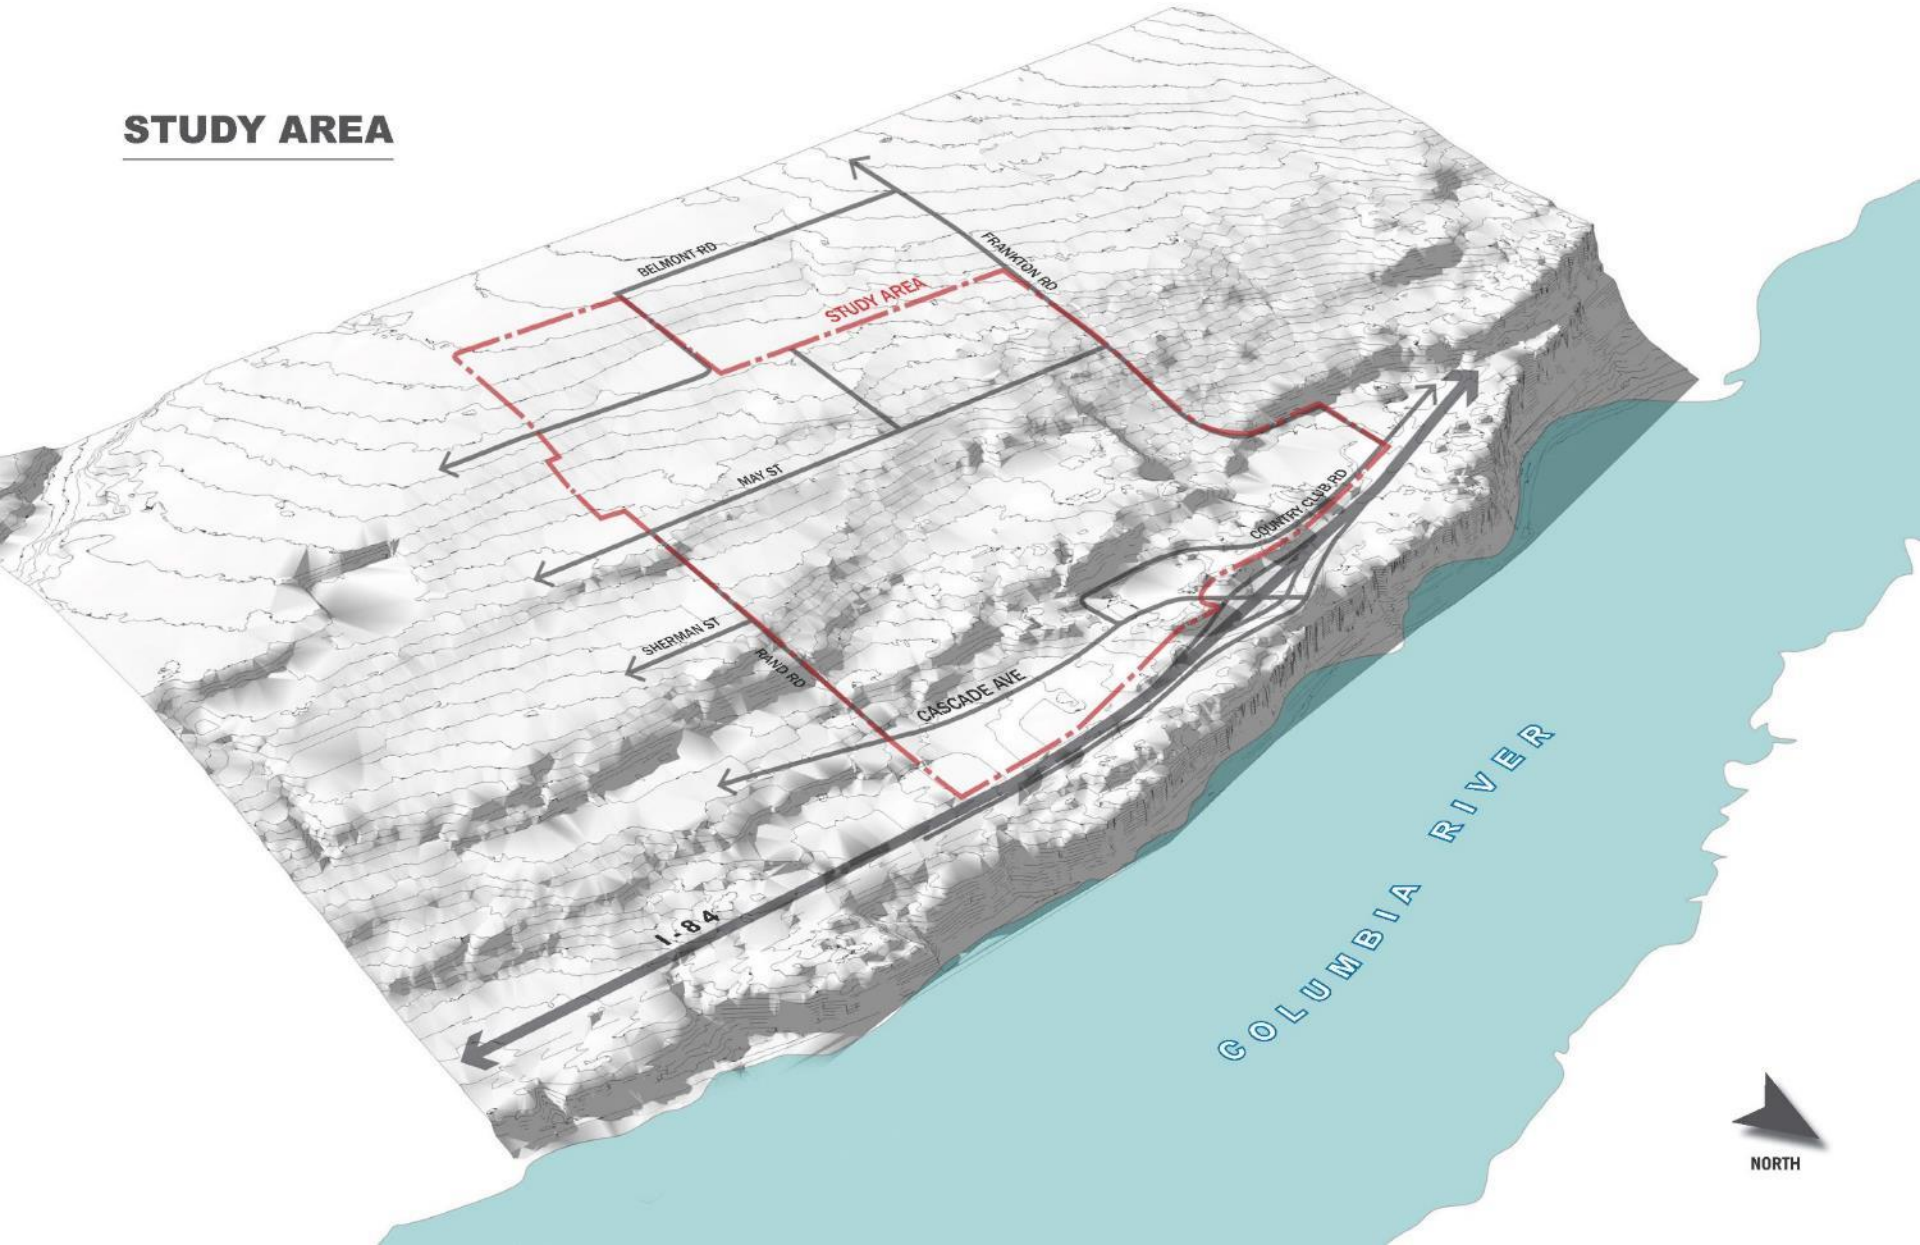 STUDY AREA
BELMONT RD
FRANKTON RD
STUDY AREA
MAY ST
COUNTRY CLUB RD
SHERMAN ST
RAND RD
CASCADE AVE
I-84
COLUMBIA RIVER
NORTH